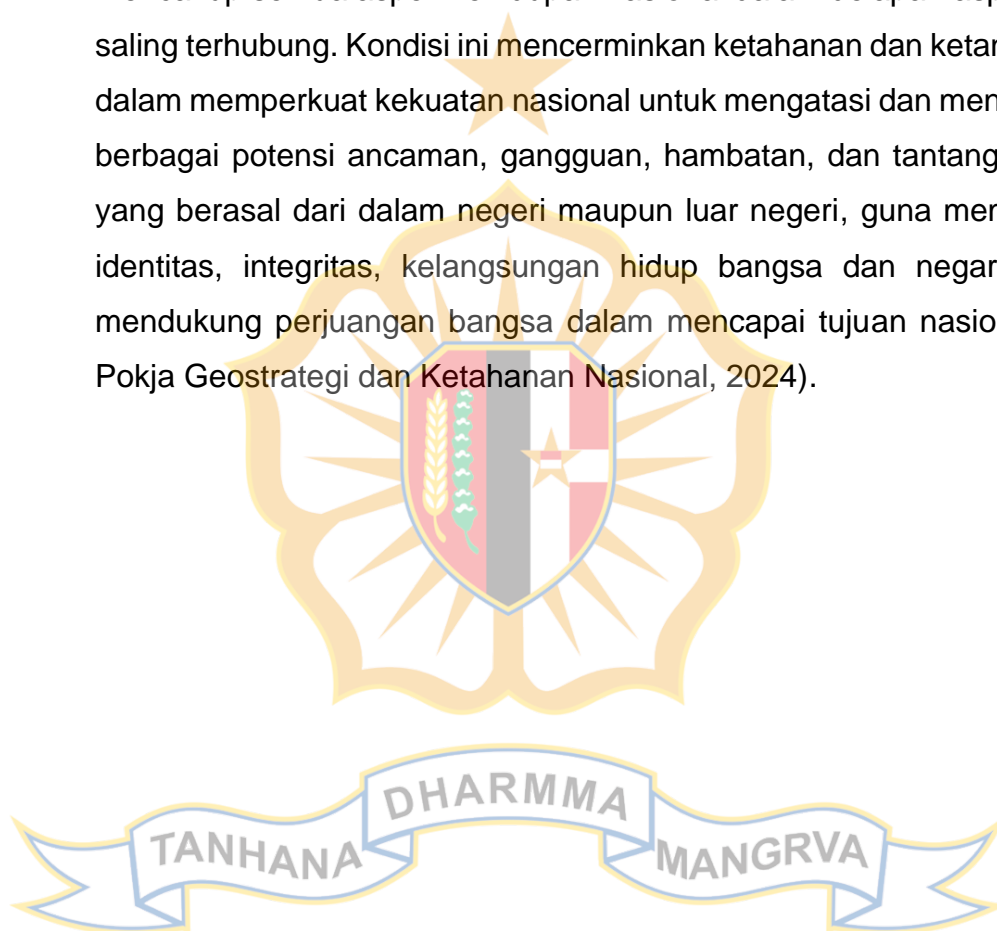 saling terhubung. Kondisi ini mencerminkan ketahanan dan
dalam memperkuat kekuatan nasional untuk mengatasi dan
berbagai potensi ancaman, gangguan, hambatan, dan
yang berasal dari dalam negeri maupun luar negeri, guna
identitas, integritas, kelangsungan hidup bangsa dan
mendukung perjuangan bangsa dalam mencapai tujuan
Pokja Geostrategi dan Ketahanan Nasional, 2024).
TANHANA DHARMMA MANGRVA